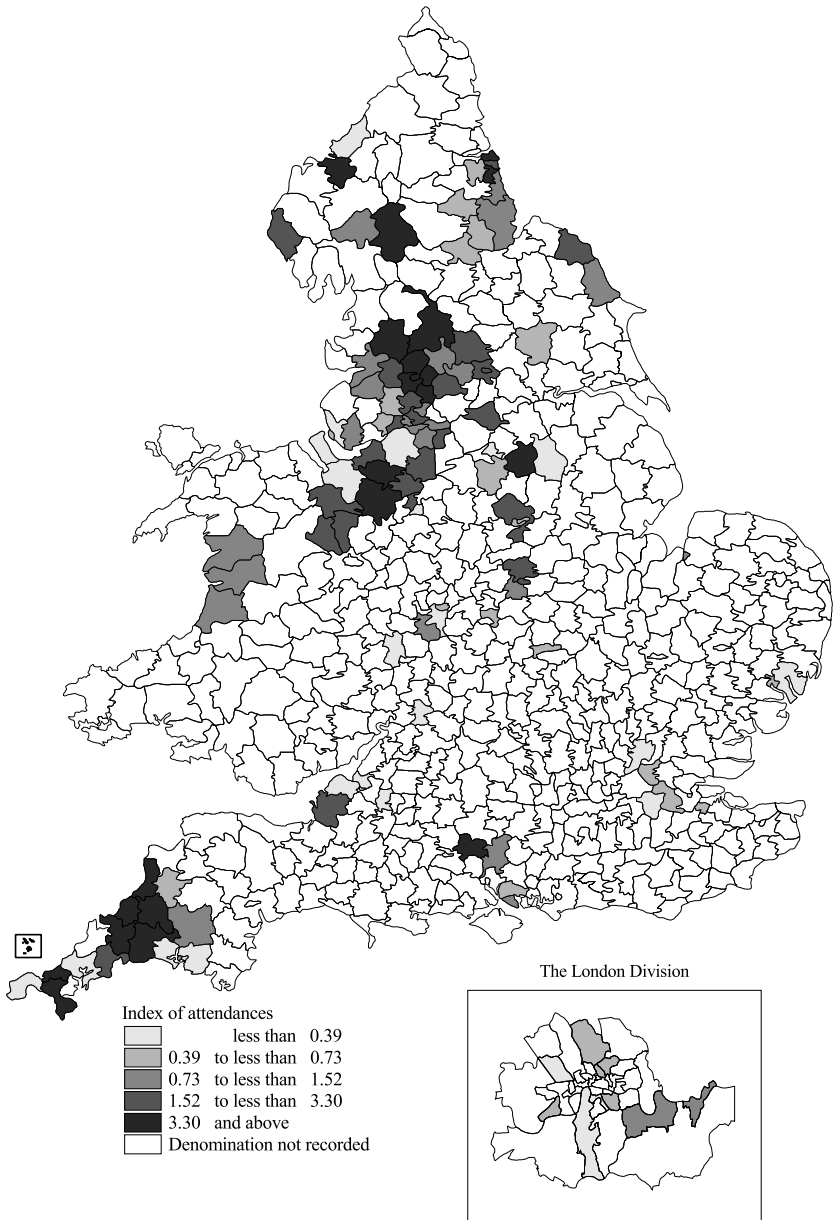 The London Division
Index of attendances
less than 0.39
0.39 to less than 0.73
0.73 to less than 1.52
1.52 to less than 3.30
3.30 and above
Denomination not recorded